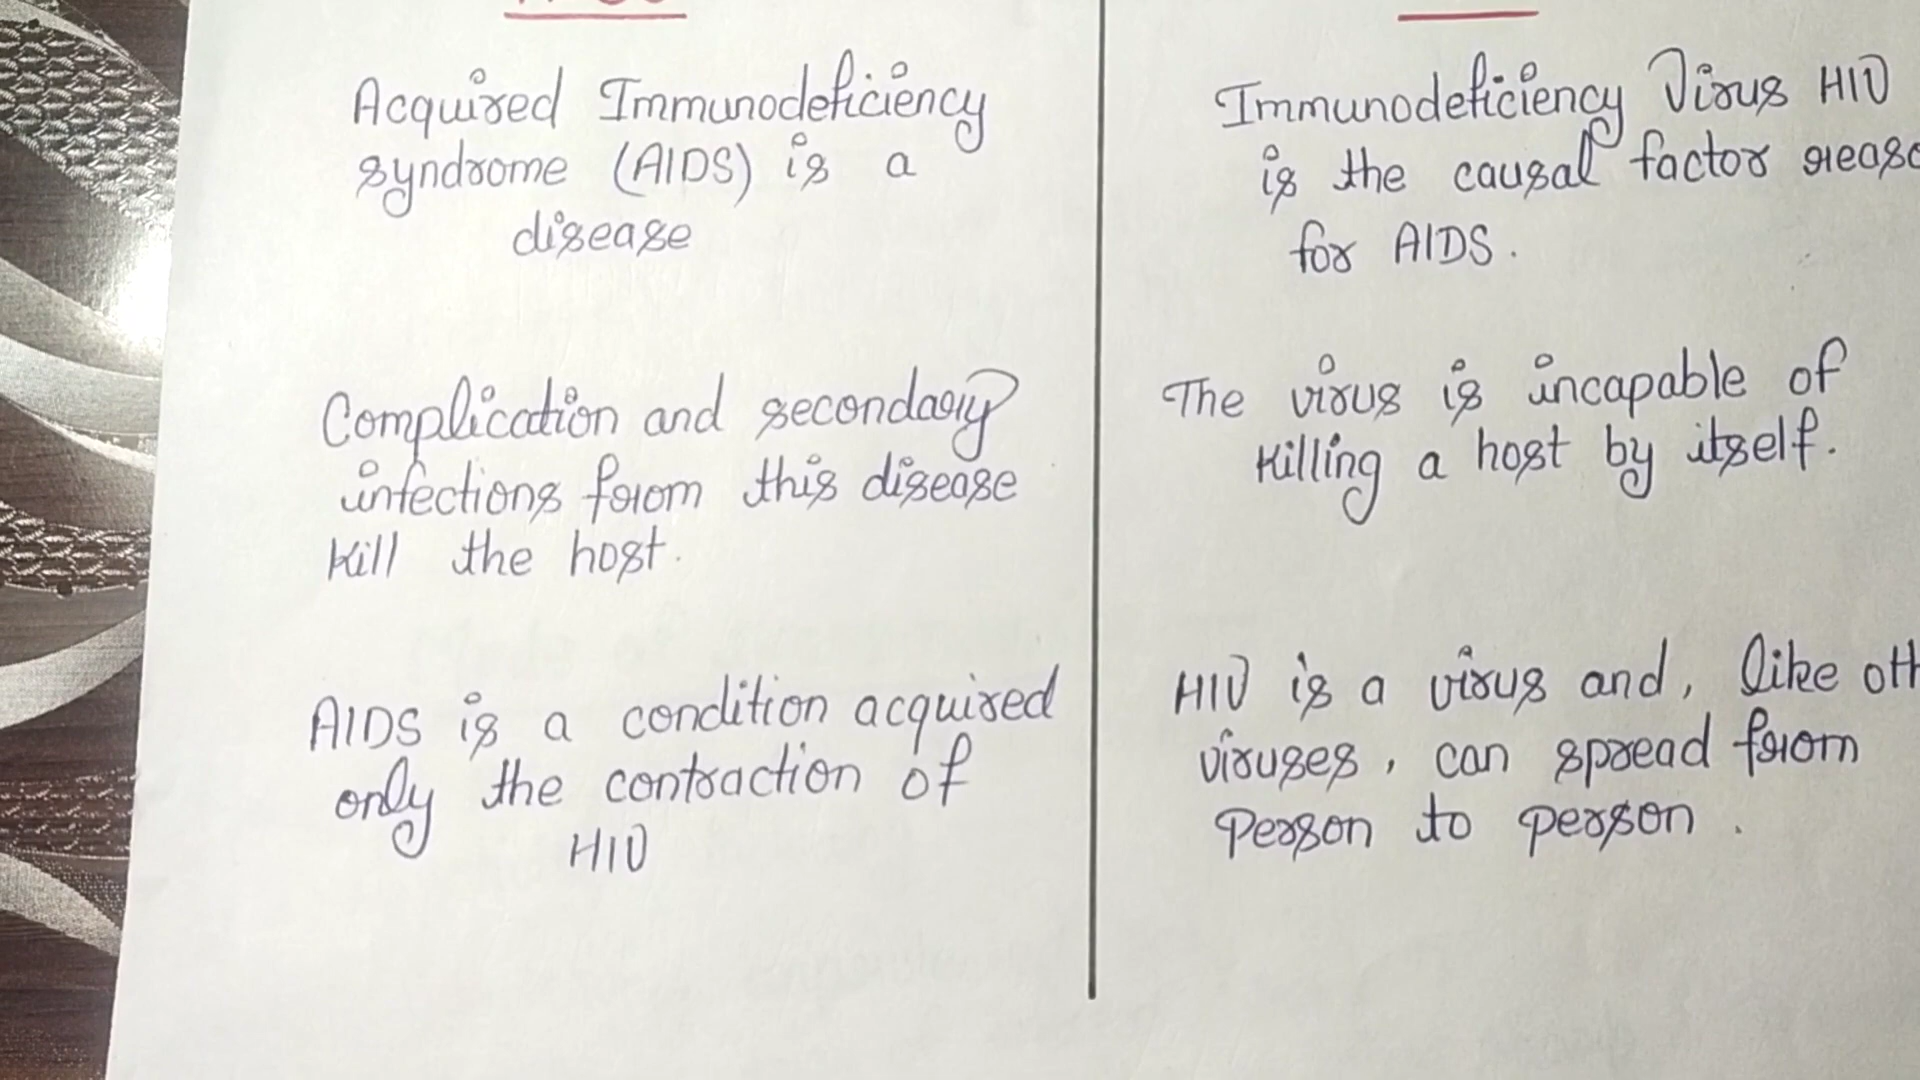 Acquired Immunodeficiency
syndrome (AIDS) is a
disease
Complication and secondary
infections from this disease
kill the host.
AIDS is a condition acquired
only the contraction of
HIV
Immunodeficiency Virus HIV
is the causal factor
for AIDS.
The virus is incapable of
killing a host by itself.
HIV is a virus and, like
viruses, can spread from
Person to person.